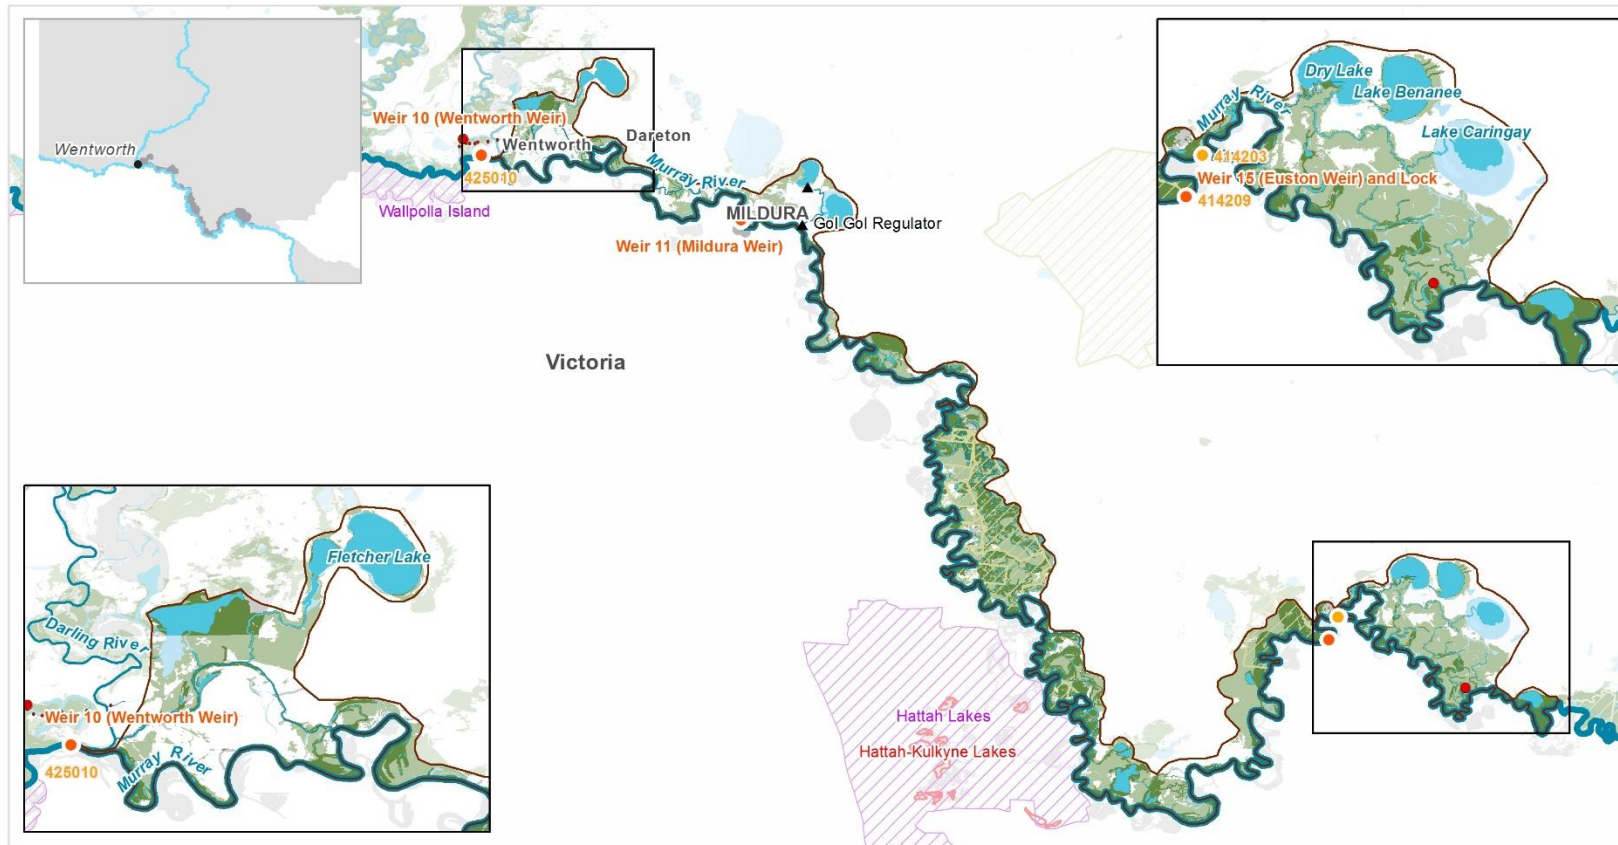 Wentworth
Weir 10 (Wentworth Weir)
Wentworth
Dareton
425010
Wallpolla Island
Murray River
MILDURA
Gol Gol Regulator
Weir 11 (Mildura Weir)
Victoria
Dry Lake
Lake Benanee
Murray River
Lake Caringay
414203
Weir 15 (Euston Weir) and Lock
414209
Fletcher Lake
Darling River
Weir 10 (Wentworth Weir)
425010
Murray River
Hattah Lakes
Hattah-Kulkyne Lakes